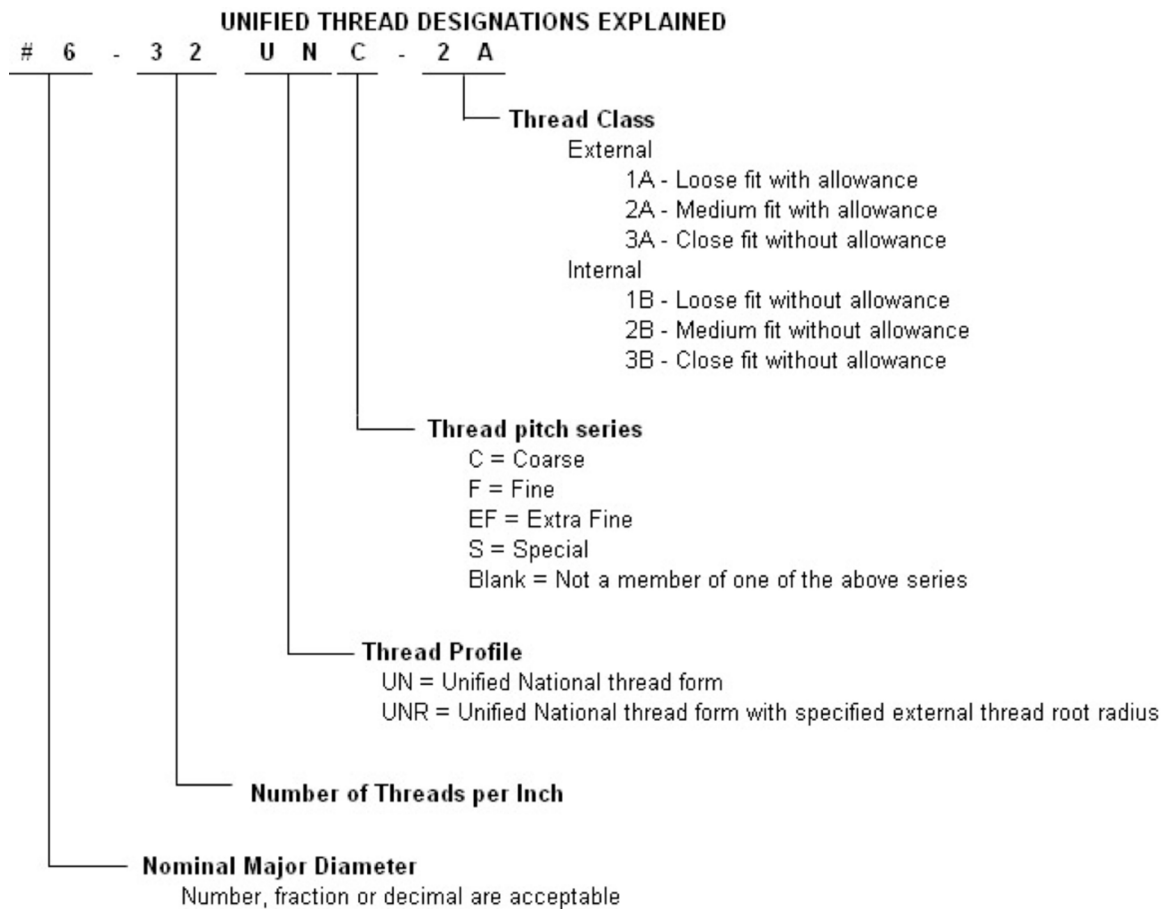 UNIFIED THREAD DESIGNATIONS EXPLAINED
# 6 - 3 2 U N C - 2 A
Thread Class
External
1A - Loose fit with allowance
2A - Medium fit with allowance
3A - Close fit without allowance
Internal
1B - Loose fit without allowance
2B - Medium fit without allowance
3B - Close fit without allowance
Thread pitch series
C = Coarse
F = Fine
EF = Extra Fine
S = Special
Blank = Not a member of one of the above series
Thread Profile
UN = Unified National thread form
UNR = Unified National thread form with specified external thread root radius
Number of Threads per Inch
Nominal Major Diameter
Number, fraction or decimal are acceptable